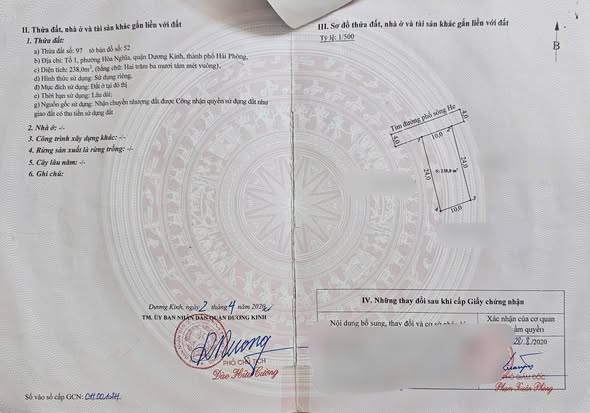 II. Thửa đất, nhà ở và tài sản khác gắn liền với đất
1. Thửa đất:
a) Thửa đất số: 97 tờ bản đồ số: 52
b) Địa chỉ: Tổ 1, phường Hòa Nghĩa, quận Dương Kinh, thành phố Hải Phòng,
c) Diện tích: 238,0m², (bằng chữ: Hai trăm ba mươi tám mét vuông),
d) Hình thức sử dụng: Sử dụng riêng,
đ) Mục đích sử dụng: Đất ở tại đô thị
e) Thời hạn sử dụng: Lâu dài;
g) Nguồn gốc sử dụng: Nhận chuyển nhượng đất được Công nhận quyền sử dụng đất như
giao đất có thu tiền sử dụng đất
2. Nhà ở: -/-
3. Công trình xây dựng khác: -/-
4. Rừng sản xuất là rừng trồng: -/-
5. Cây lâu năm: -/-
6. Ghi chú:
Dương Kinh, ngày 2 tháng 4 năm 2020
TM. ỦY BAN NHÂN DÂN QUẬN DƯƠNG KINH
PHÓ CHỦ TỊCH
Đào Hữu Cường
Số vào sổ cấp GCN:
III. Sơ đồ thửa đất, nhà ở và tài sản khác gắn liền với đất
Tỷ lệ 1/500
B
Tim đường phố sông He
4,0
4,0
10,0
24,0
S: 238,0 m²
24,0
10,0
IV. Những thay đổi sau khi cấp Giấy chứng nhận
Nội dung bổ sung, thay đổi và cơ sở
Xác nhận của cơ quan
thẩm quyền
20.8/2020
PHÓ GIÁM ĐỐC
Phạm Xuân Phong